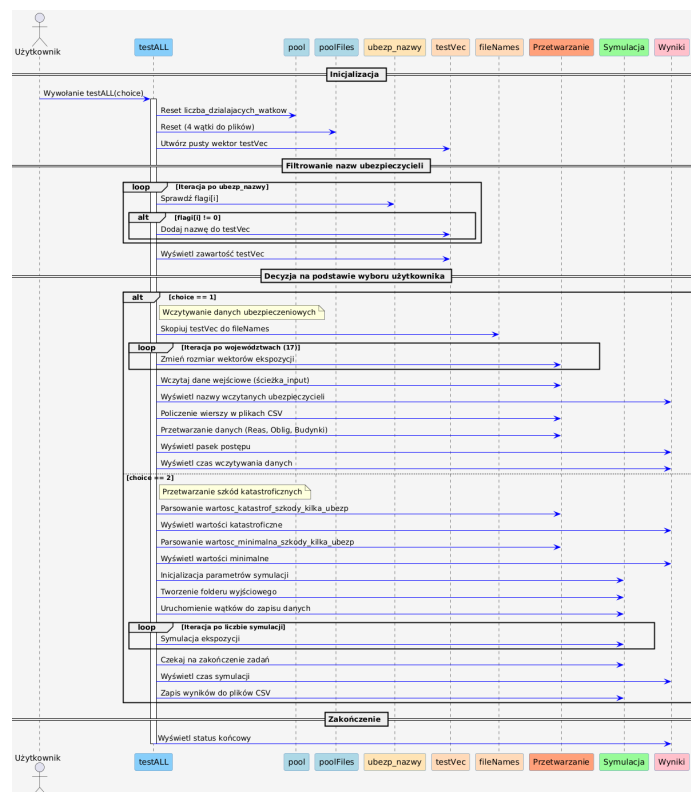 Użytkownik
testALL
pool
poolFiles
ubezp_nazwy
testVec
fileNames
Przetwarzanie
Symulacja
Wyniki
Inicjalizacja
Wywołanie testALL(choice)
Reset liczba_dzialajacych_watkow
Reset (4 wątki do plików)
Utwórz pusty wektor testVec
Filtrowanie nazw ubezpieczycieli
loop [Iteracja po ubezp_nazwy]
Sprawdź flagi[i]
alt [flagi[i] != 0]
Dodaj nazwę do testVec
Wyświetl zawartość testVec
Decyzja na podstawie wyboru użytkownika
alt [choice == 1]
Wczytywanie danych ubezpieczeniowych
Skopiuj testVec do fileNames
loop [Iteracja po województwach (17)]
Zmień rozmiar wektorów ekspozycji
Wczytaj dane wejściowe (ścieżka_input)
Wyświetl nazwy wczytanych ubezpieczycieli
Policzenie wierszy w plikach CSV
Przetwarzanie danych (Reas, Oblig, Budynki)
Wyświetl pasek postępu
Wyświetl czas wczytywania danych
[choice == 2]
Przetwarzanie szkód katastroficznych
Parsowanie wartosc_katastrof_szkody_kilka_ubezp
Wyświetl wartości katastroficzne
Parsowanie wartosc_minimalna_szkody_kilka_ubezp
Wyświetl wartości minimalne
Inicjalizacja parametrów symulacji
Tworzenie folderu wyjściowego
Uruchomienie wątków do zapisu danych
loop [Iteracja po liczbie symulacji]
Symulacja ekspozycji
Czekaj na zakończenie zadań
Wyświetl czas symulacji
Zapis wyników do plików CSV
Zakończenie
Wyświetl status końcowy
Użytkownik
testALL
pool
poolFiles
ubezp_nazwy
testVec
fileNames
Przetwarzanie
Symulacja
Wyniki